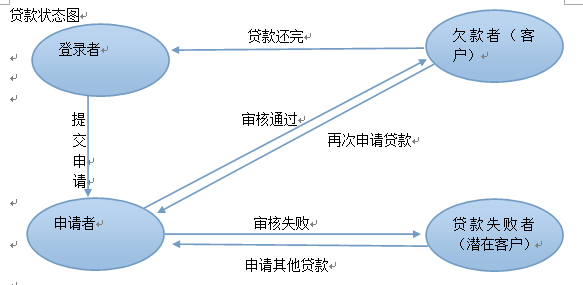 贷款状态图
登录者
贷款还完
欠款者（客
户）
提
交
申
请
审核通过
再次申请贷款
申请者
审核失败
贷款失败者
（潜在客户）
申请其他贷款